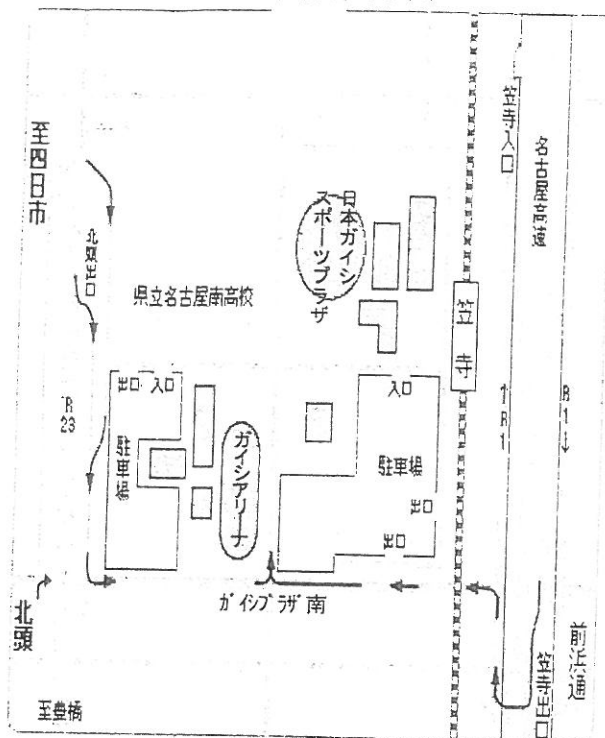 至四日市
北頭出口
県立名古屋南高校
日本ガイシ
スポーツプラザ
笠寺入口
名古屋高速
笠寺
R
23
出口
入口
駐車場
ガイシアリーナ
入口
駐車場
出口
出口
↑R1
R1↓
北頭
ガイシプラザ南
前浜通
笠寺出口
至豊橋